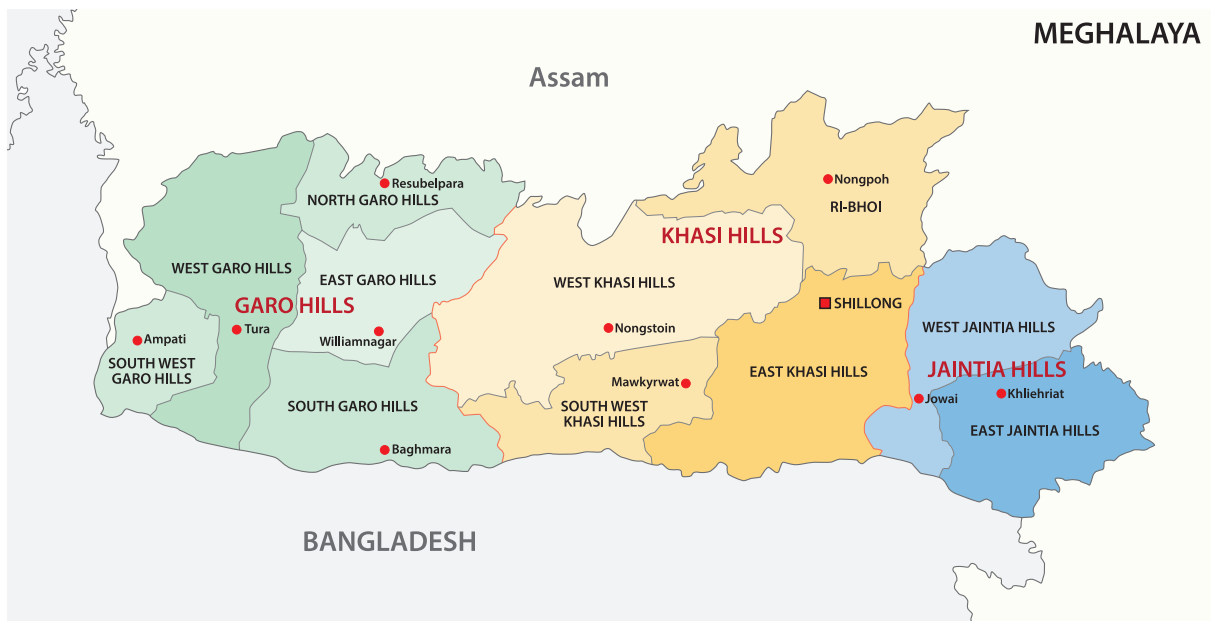 MEGHALAYA
Assam
Nongpoh
Resubelpara
NORTH GARO HILLS
RI-BHOI
KHASI HILLS
WEST GARO HILLS
EAST GARO HILLS
WEST KHASI HILLS
GARO HILLS
SHILLONG
Tura
Nongstoin
WEST JAINTIA HILLS
Ampati
Williamnagar
SOUTH WEST
GARO HILLS
EAST KHASI HILLS
JAINTIA HILLS
Mawkyrwat
Khliehriat
Jowai
SOUTH GARO HILLS
SOUTH WEST
KHASI HILLS
EAST JAINTIA HILLS
Baghmara
BANGLADESH